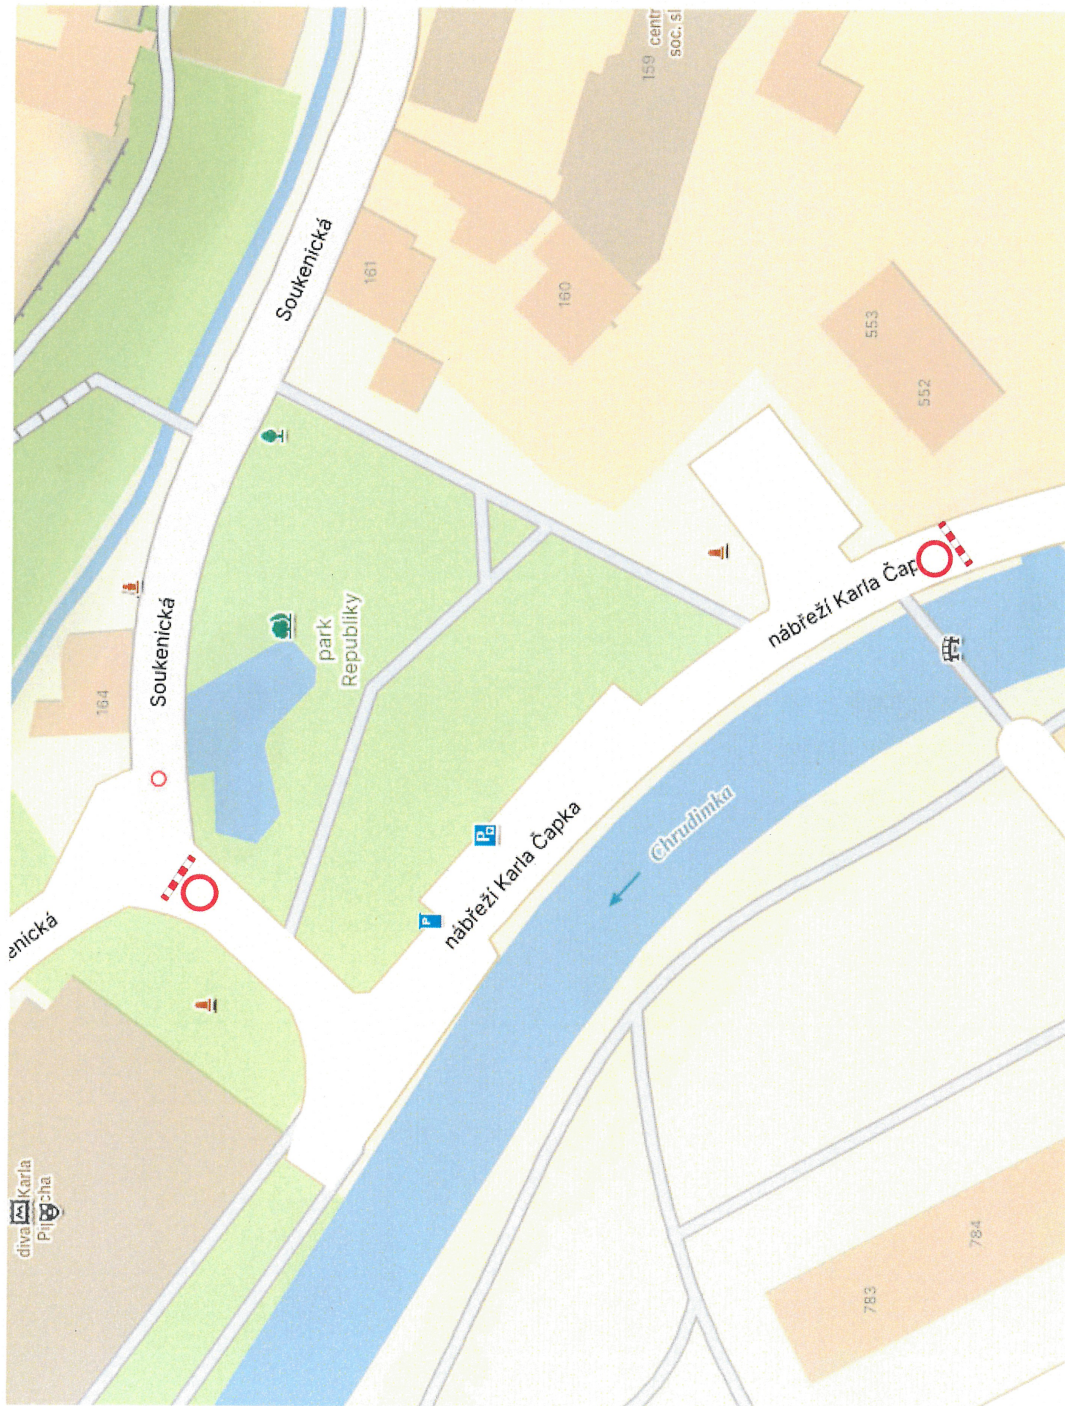 159
centr
soc. sl
Soukenická
161
160
553
552
Soukenická
164
park
Republiky
nábřeží Karla Čap
nábřeží Karla Čapka
Chrudimka
P
P
enická
Karla
783
784